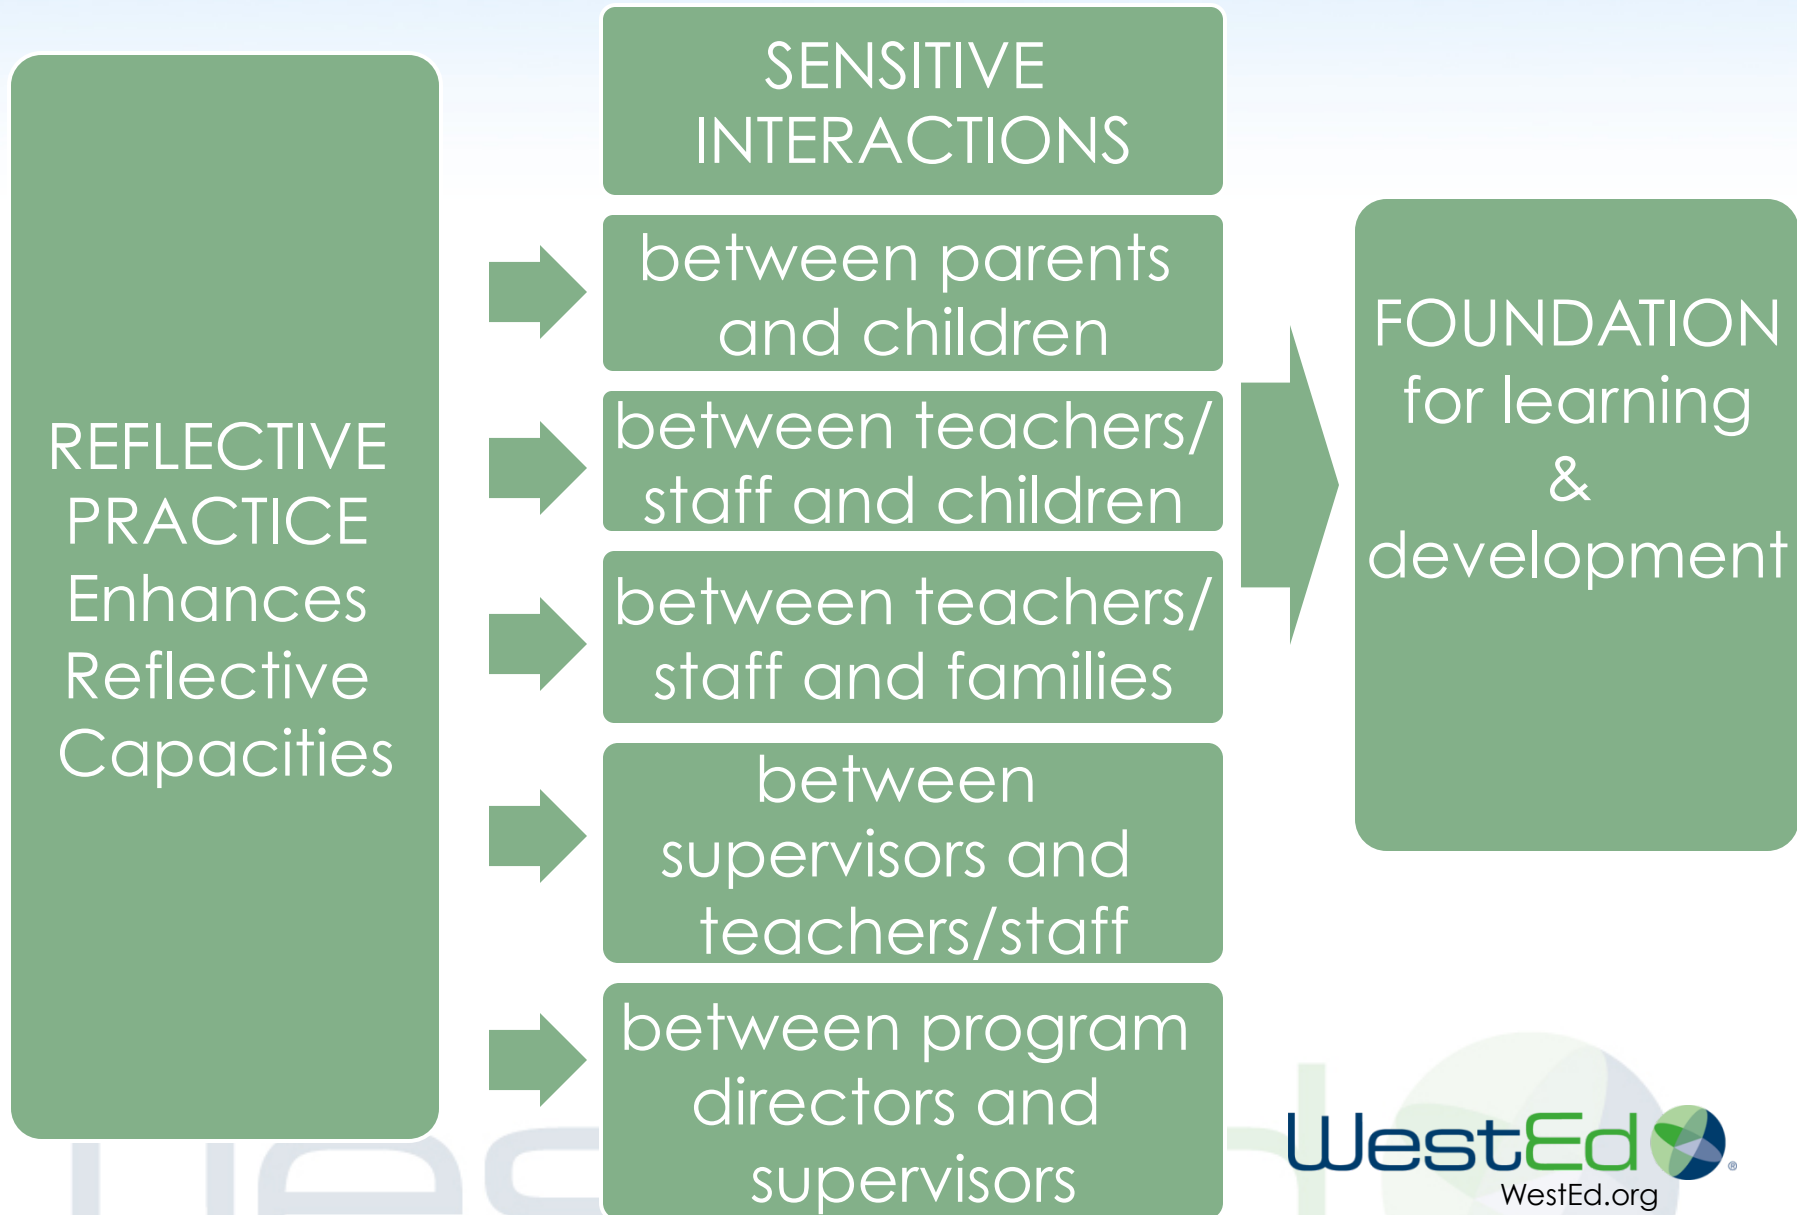 REFLECTIVE
PRACTICE
Enhances
Reflective
Capacities
SENSITIVE
INTERACTIONS
between parents
and children
between teachers/
staff and children
between teachers/
staff and families
between
supervisors and
teachers/staff
between program
directors and
supervisors
FOUNDATION
for learning
&
development
WestEd®
WestEd.org